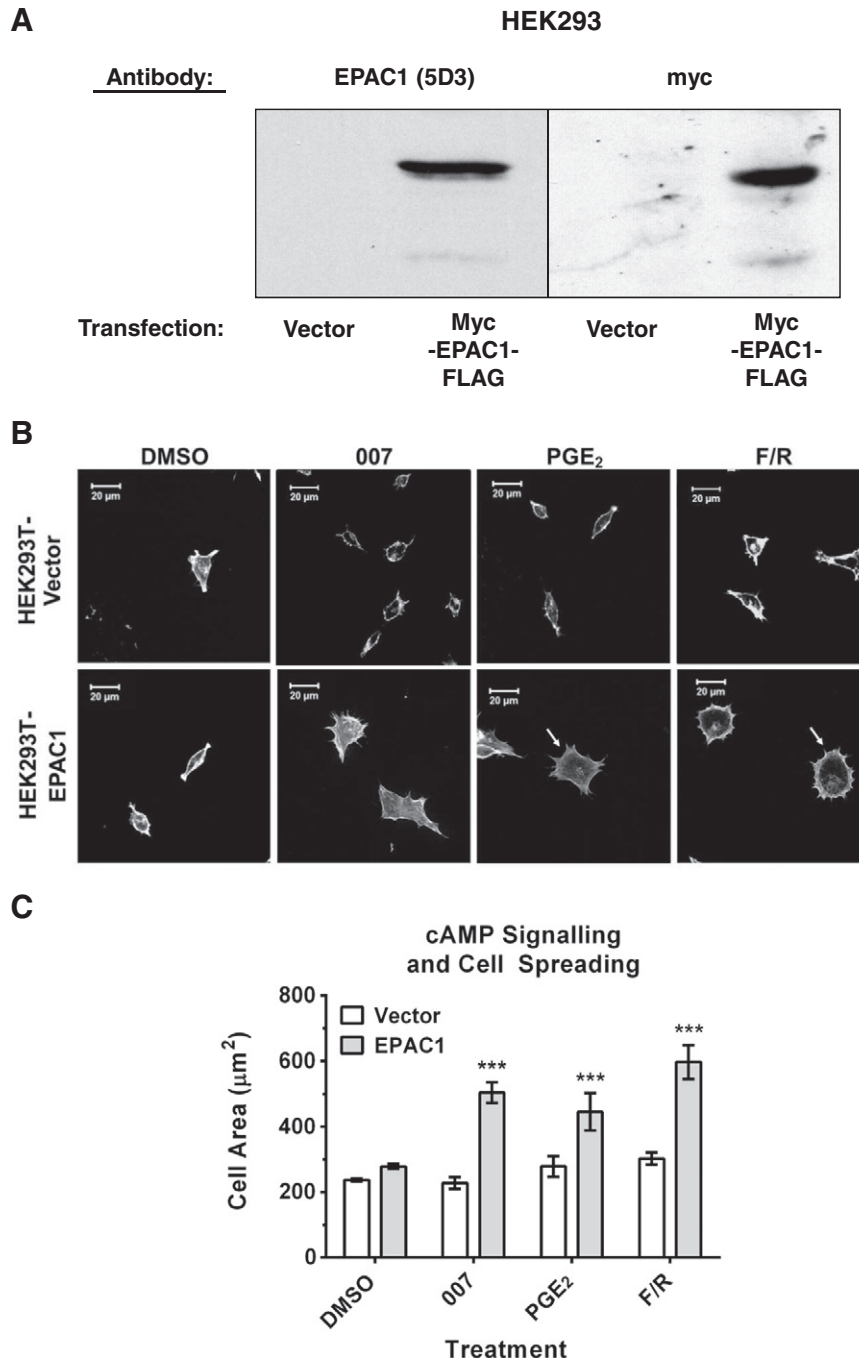 A
HEK293
Antibody:
EPAC1 (5D3)
myc
Transfection:
Vector
Myc
-EPAC1-
FLAG
Vector
Myc
-EPAC1-
FLAG
B
DMSO
007
PGE₂
F/R
HEK293T-
Vector
20 µm
20 µm
20 µm
20 µm
HEK293T-
EPAC1
20 µm
20 µm
20 µm
20 µm
C
cAMP Signalling
and Cell Spreading
Cell Area (µm²)
800
600
400
200
0
Vector
EPAC1
***
***
***
DMSO
007
PGE₂
F/R
Treatment